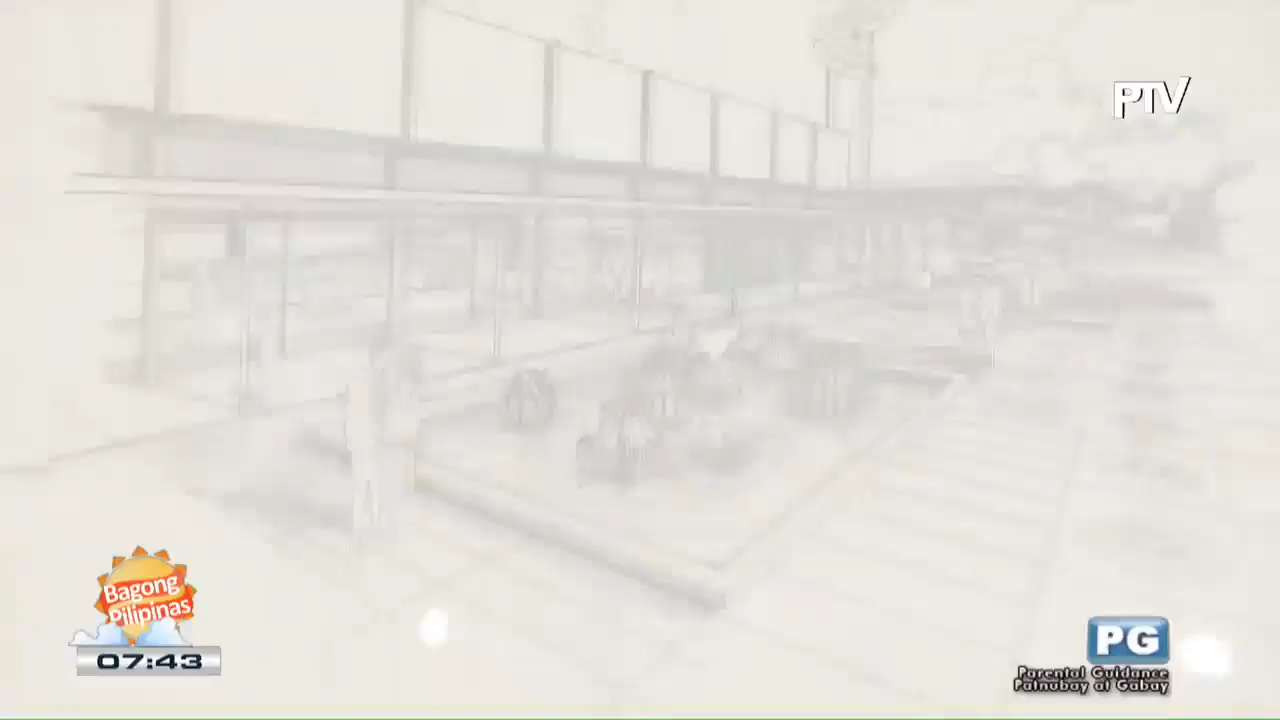 PTV
Bagong
Pilipinas
07:43
PG
Parental Guidance
Patnubay at Gabay